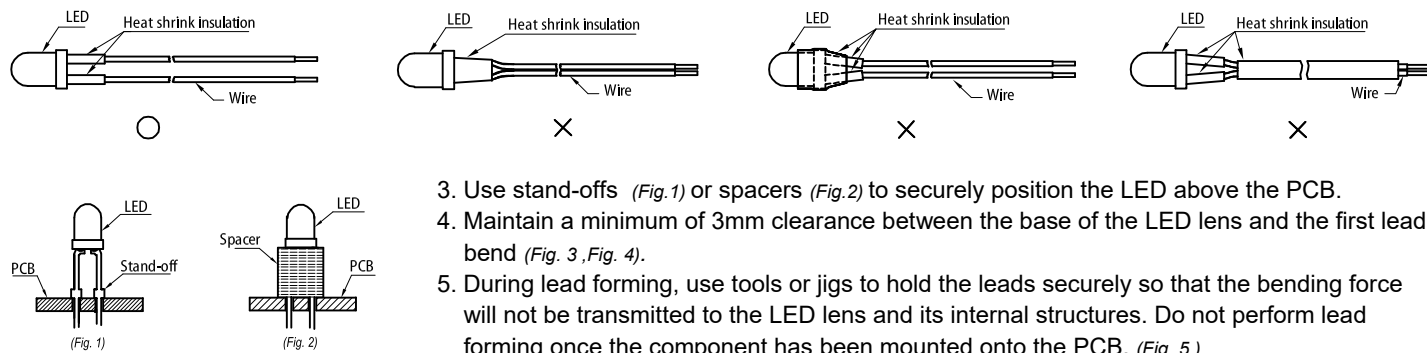 LED
Heat shrink insulation
Wire
LED
Heat shrink insulation
Wire
LED
Heat shrink insulation
Wire
LED
Heat shrink insulation
Wire
LED
PCB
Stand-off
(Fig. 1)
LED
Spacer
PCB
(Fig. 2)
3. Use stand-offs (Fig.1) or spacers (Fig.2) to securely position the LED above the PCB.
4. Maintain a minimum of 3mm clearance between the base of the LED lens and the first lead
bend (Fig. 3 ,Fig. 4).
5. During lead forming, use tools or jigs to hold the leads securely so that the bending force
will not be transmitted to the LED lens and its internal structures. Do not perform lead
forming once the component has been mounted onto the PCB. (Fig. 5 )